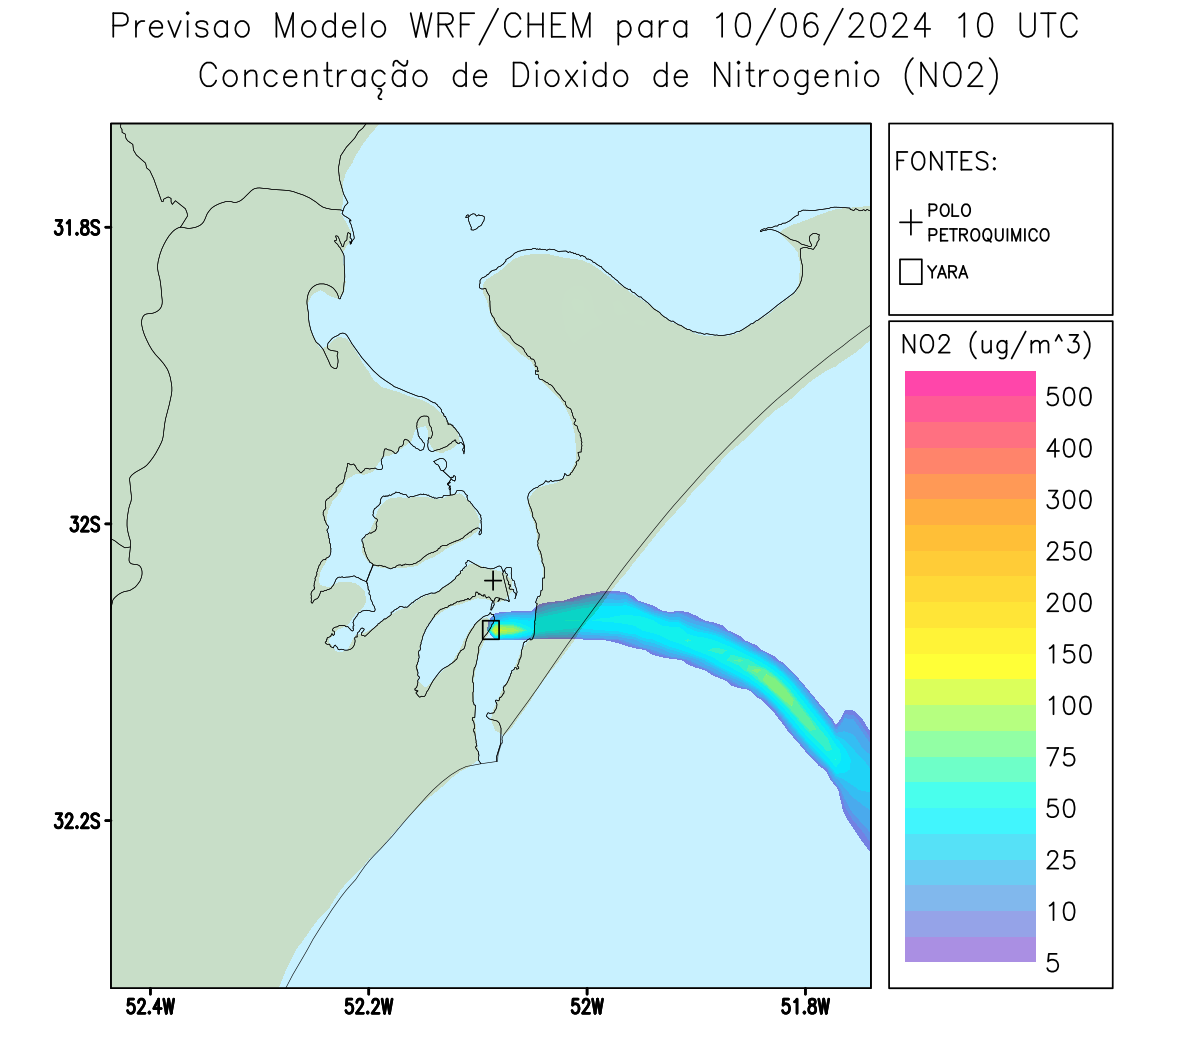 Previsao Modelo WRF/CHEM para 10/06/2024 10 UTC
Concentração de Dioxido de Nitrogenio (NO2)
FONTES:
POLO
PETROQUIMICO
YARA
31.8S
32S
32.2S
52.4W
52.2W
52W
51.8W
NO2 (ug/m^3)
500
400
300
250
200
150
100
75
50
25
10
5